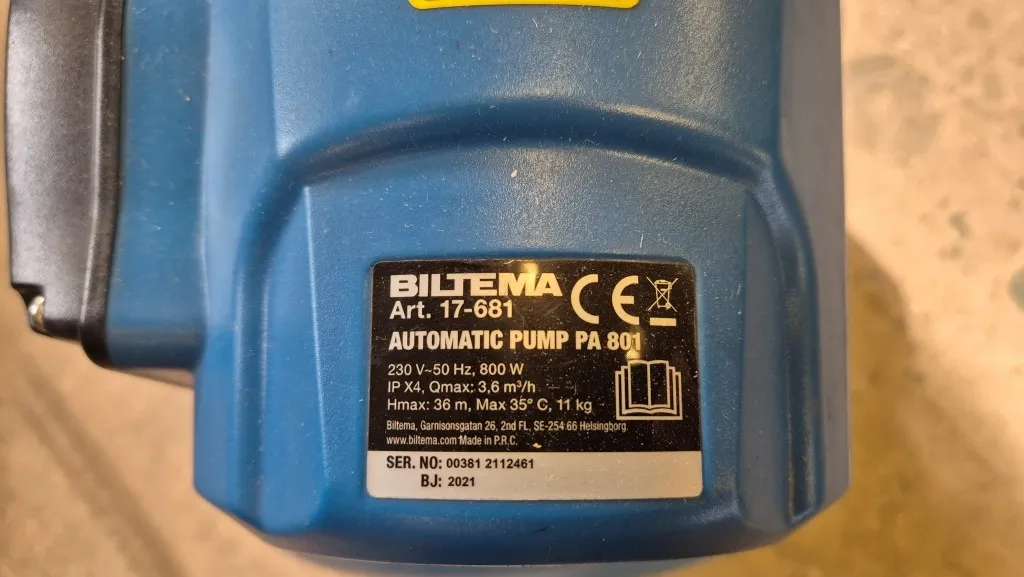 BILTEMA
Art. 17-681
AUTOMATIC PUMP PA 801
230 V~50 Hz, 800 W
IP X4, Qmax: 3,6 m³/h
Hmax: 36 m, Max 35° C, 11 kg
Biltema, Garnisonsgatan 26, 2nd FL, SE-254 66 Helsingborg.
www.biltema.com Made in P.R.C.
SER. NO: 00381 2112461
BJ: 2021